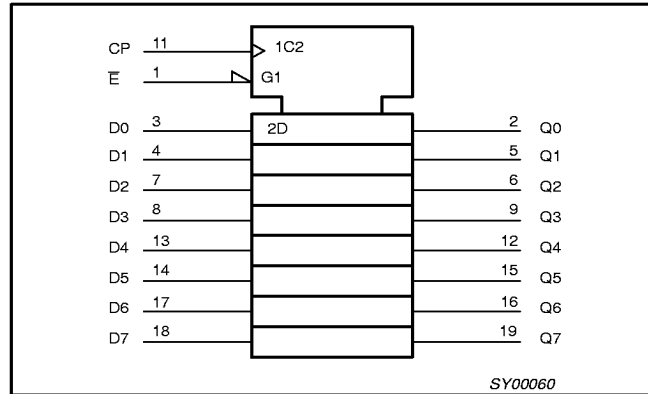 CP 11 1C2
E̅ 1 G1
D0 3 2D 2 Q0
D1 4 5 Q1
D2 7 6 Q2
D3 8 9 Q3
D4 13 12 Q4
D5 14 15 Q5
D6 17 16 Q6
D7 18 19 Q7
SY00060